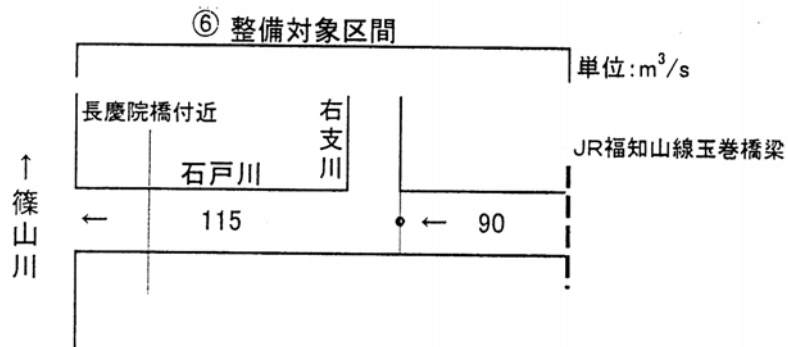 ⑥ 整備対象区間
単位:m³/s
長慶院橋付近
右支川
JR福知山線玉巻橋梁
石戸川
↑篠山川
← 115
← 90